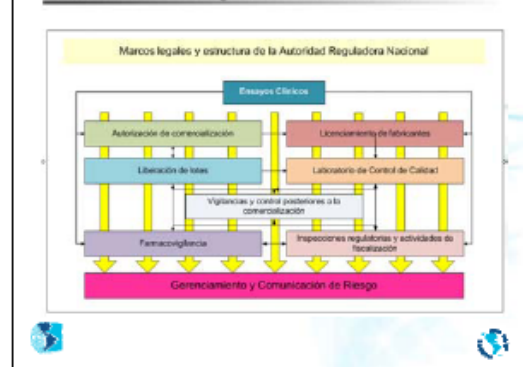 Marcos legales y estructura de la Autoridad Reguladora Nacional
Ensayos Clínicos
Autorización de comercialización
Licenciamiento de fabricantes
Liberación de lotes
Laboratorio de Control de Calidad
Vigilancias y control posteriores a la
comercialización
Farmacovigilancia
Inspecciones regulatorias y actividades de
fiscalización
Gerenciamiento y Comunicación de Riesgo